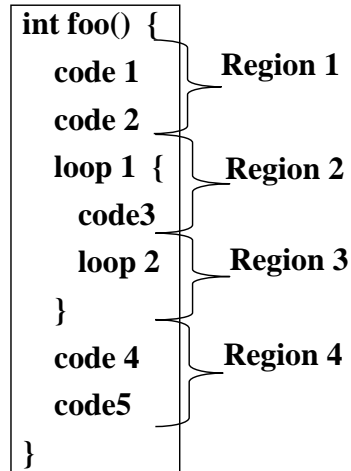 int foo() {
code 1
Region 1
code 2
loop 1 {
Region 2
code3
loop 2
Region 3
}
code 4
Region 4
code5
}